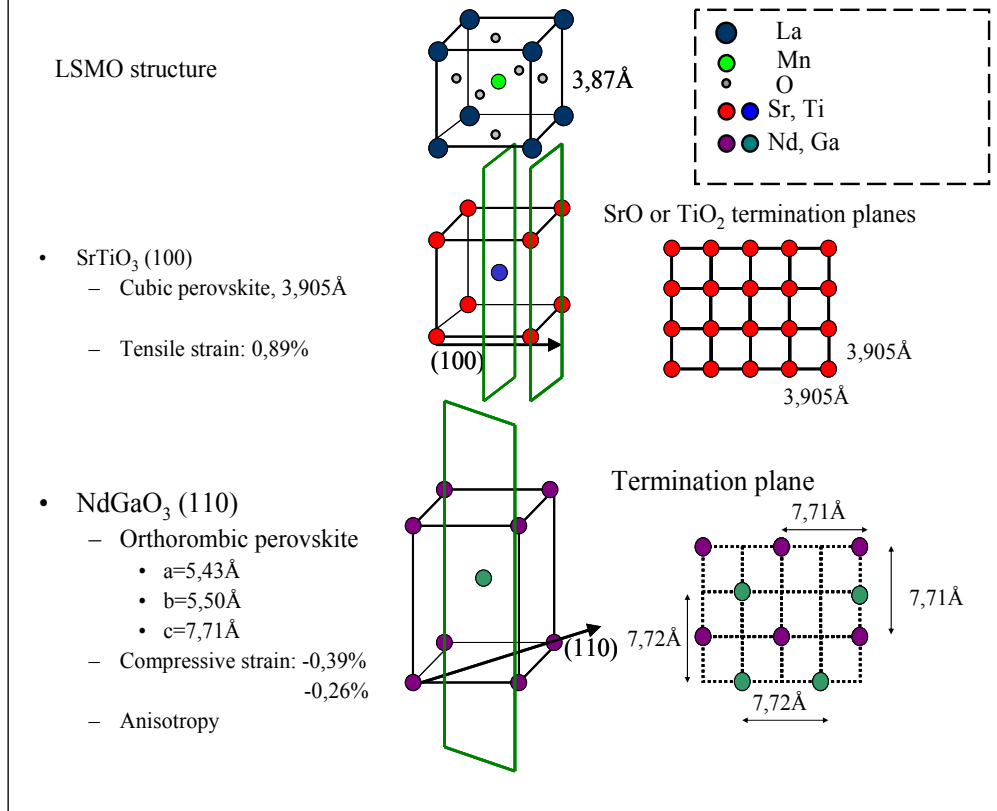 LSMO structure
3,87Å
La
Mn
O
Sr, Ti
Nd, Ga
SrO or TiO₂ termination planes
• SrTiO₃ (100)
– Cubic perovskite, 3,905Å
– Tensile strain: 0,89%
(100)
3,905Å
3,905Å
• NdGaO₃ (110)
– Orthorombic perovskite
• a=5,43Å
• b=5,50Å
• c=7,71Å
– Compressive strain: -0,39%
-0,26%
– Anisotropy
(110)
Termination plane
7,71Å
7,71Å
7,72Å
7,72Å